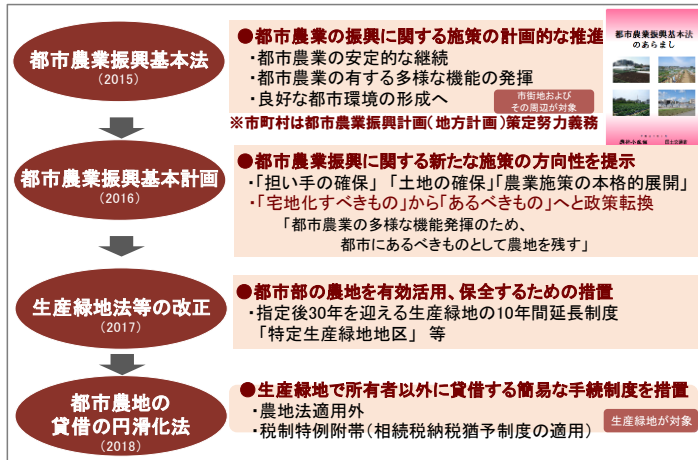 都市農業振興基本法
(2015)
●都市農業の振興に関する施策の計画的な推進
・都市農業の安定的な継続
・都市農業の有する多様な機能の発揮
・良好な都市環境の形成へ
市街地および
その周辺が対象
※市町村は都市農業振興計画(地方計画)策定努力義務
都市農業振興基本法
のあらまし
農林水産省 国土交通省
都市農業振興基本計画
(2016)
●都市農業振興に関する新たな施策の方向性を提示
・「担い手の確保」「土地の確保」「農業施策の本格的展開」
・「宅地化すべきもの」から「あるべきもの」へと政策転換
「都市農業の多様な機能発揮のため、
都市にあるべきものとして農地を残す」
生産緑地法等の改正
(2017)
●都市部の農地を有効活用、保全するための措置
・指定後30年を迎える生産緑地の10年間延長制度
「特定生産緑地地区」 等
都市農地の
貸借の円滑化法
(2018)
●生産緑地で所有者以外に貸借する簡易な手続制度を措置
・農地法適用外
・税制特例附帯(相続税納税猶予制度の適用)
生産緑地が対象